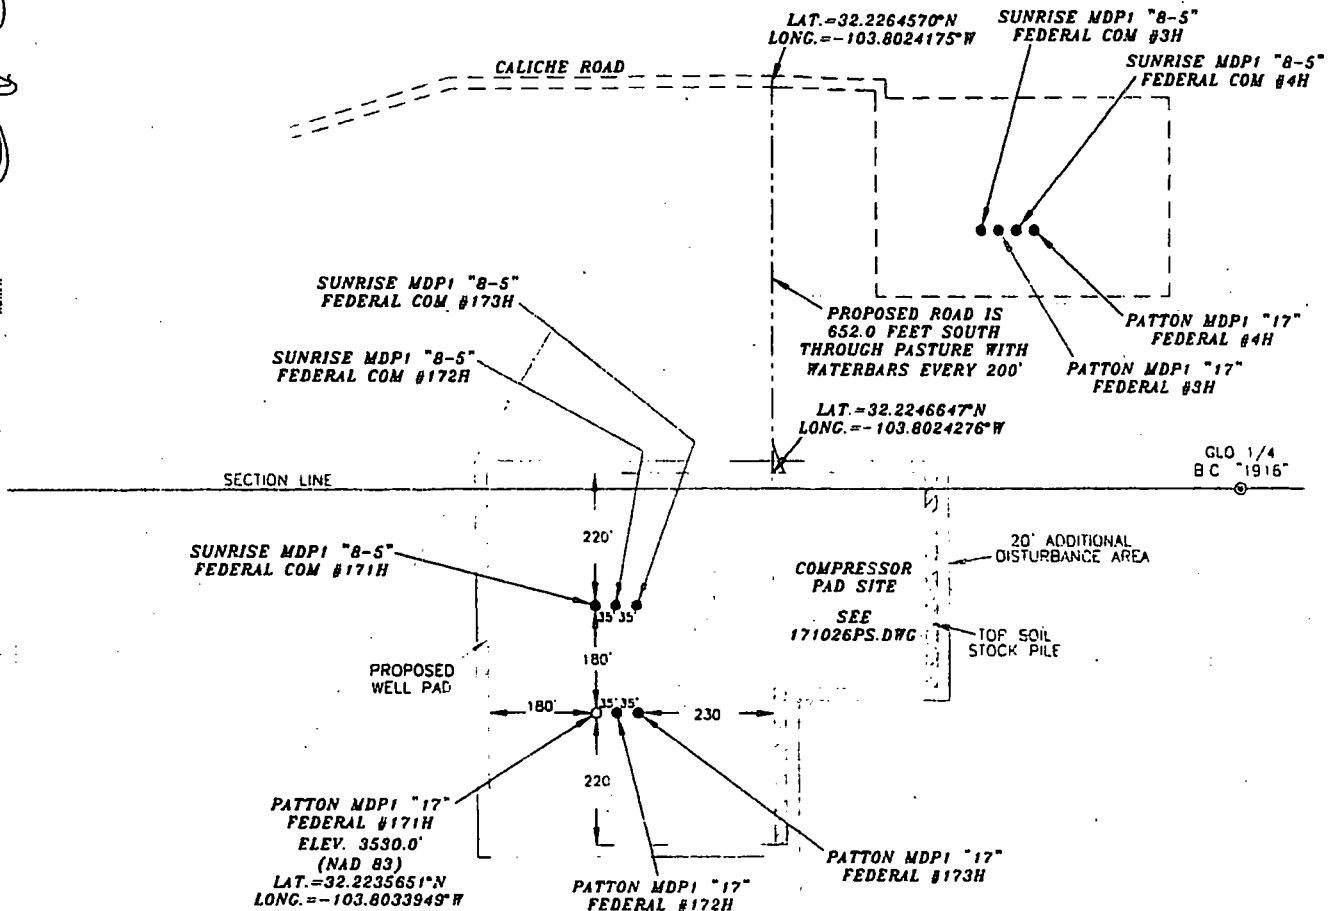 LAT.=32.2264570°N
LONG.=-103.8024175°W
SUNRISE MDP1 "8-5"
FEDERAL COM #3H
SUNRISE MDP1 "8-5"
FEDERAL COM #4H
CALICHE ROAD
SUNRISE MDP1 "8-5"
FEDERAL COM #173H
PROPOSED ROAD IS
652.0 FEET SOUTH
THROUGH PASTURE WITH
WATERBARS EVERY 200'
PATTON MDP1 "17"
FEDERAL #4H
SUNRISE MDP1 "8-5"
FEDERAL COM #172H
PATTON MDP1 "17"
FEDERAL #3H
LAT.=32.2246647°N
LONG.=-103.8024276°W
GLO 1/4
B C "1916"
SECTION LINE
220'
SUNRISE MDP1 "8-5"
FEDERAL COM #171H
20' ADDITIONAL
DISTURBANCE AREA
COMPRESSOR
PAD SITE
SEE
171026PS.DWG
35' 35'
TOP SOIL
STOCK PILE
180'
PROPOSED
WELL PAD
180'
35' 35'
230
220
PATTON MDP1 "17"
FEDERAL #171H
ELEV. 3530.0'
(NAD 83)
LAT.=32.2235651°N
LONG.=-103.8033949°W
PATTON MDP1 "17"
FEDERAL #172H
PATTON MDP1 "17"
FEDERAL #173H